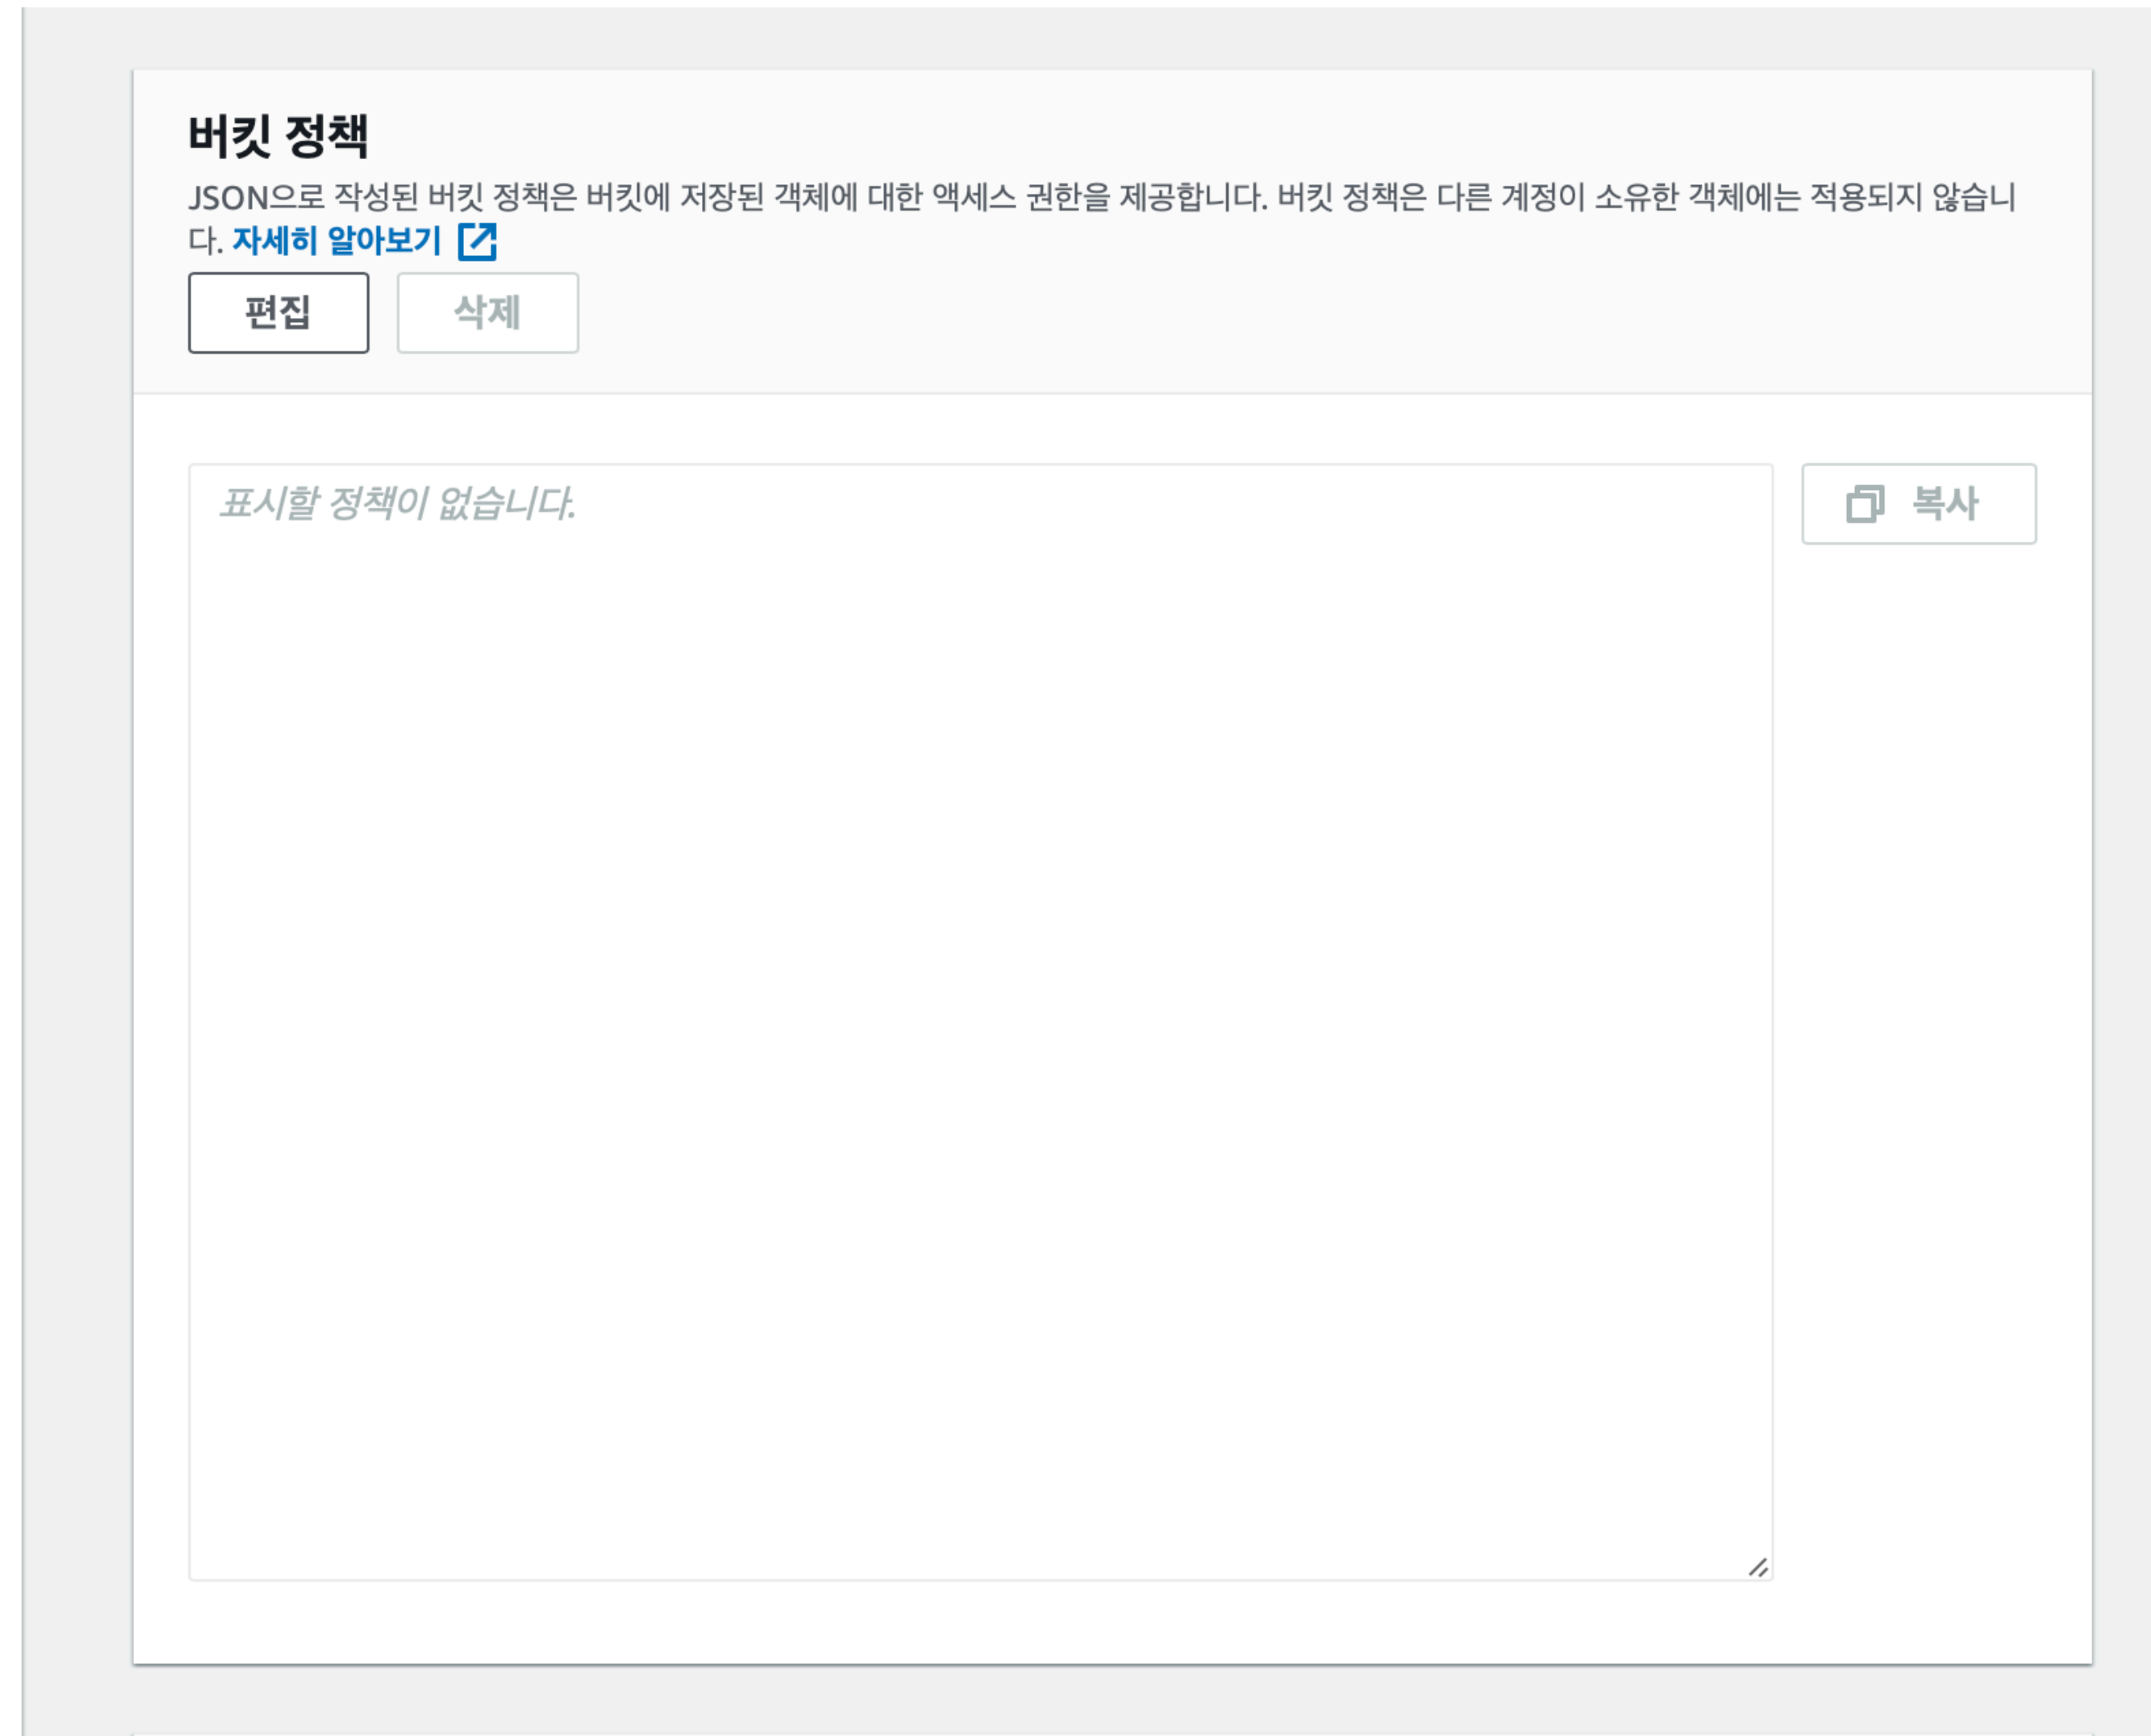 버킷 정책
JSON으로 작성된 버킷 정책은 버킷에 저장된 객체에 대한 액세스 권한을 제공합니다. 버킷 정책은 다른 계정이 소유한 객체에는 적용되지 않습니
다. 자세히 알아보기
편집 삭제
표시할 정책이 없습니다. 복사